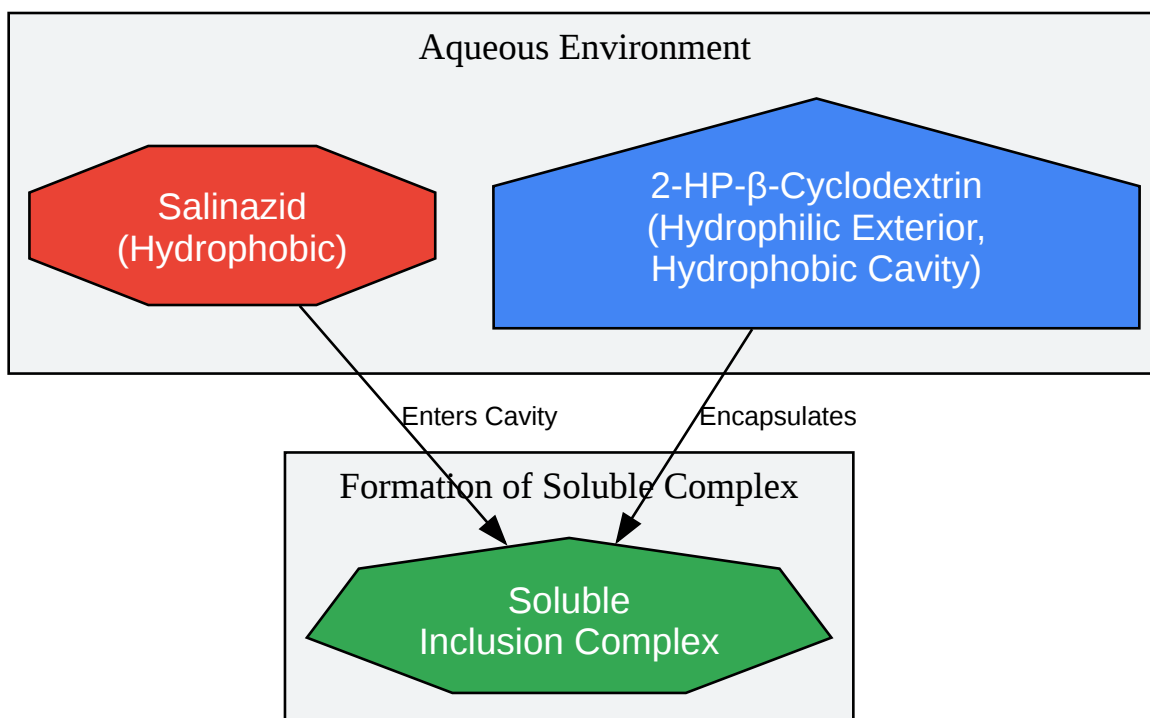 Aqueous Environment
Salinazid
(Hydrophobic)
2-HP-β-Cyclodextrin
(Hydrophilic Exterior,
Hydrophobic Cavity)
Enters Cavity
Encapsulates
Formation of Soluble Complex
Soluble
Inclusion Complex